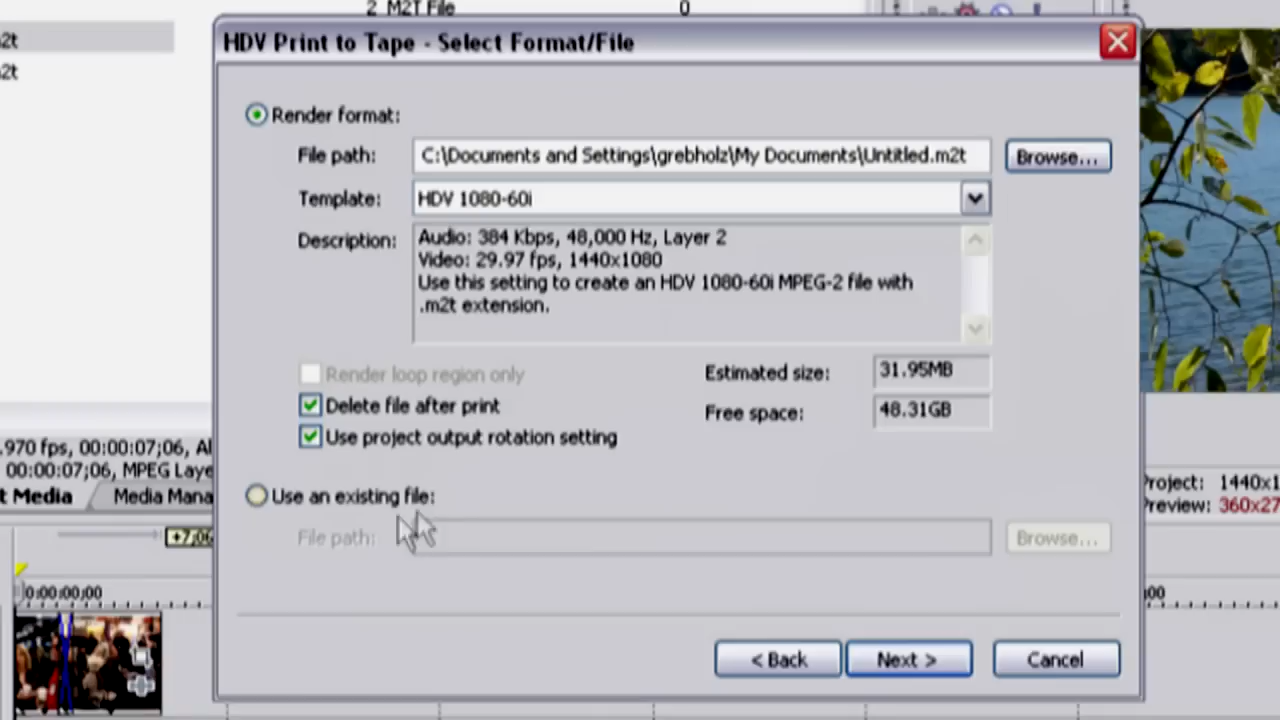 2 M2T File 0
2t
2t
HDV Print to Tape - Select Format/File
Render format:
File path: C:\Documents and Settings\grebholz\My Documents\Untitled.m2t Browse...
Template: HDV 1080-60i
Description: Audio: 384 Kbps, 48,000 Hz, Layer 2
Video: 29.97 fps, 1440x1080
Use this setting to create an HDV 1080-60i MPEG-2 file with
.m2t extension.
Render loop region only Estimated size: 31.95MB
Delete file after print Free space: 48.31GB
Use project output rotation setting
.970 fps, 00:00:07;06, Al
00:00:07;06, MPEG Laye
t Media Media Mana
Use an existing file:
File path: Browse...
Project: 1440x1
Preview: 360x27
+7;06
0:00:00;00 00
< Back Next > Cancel